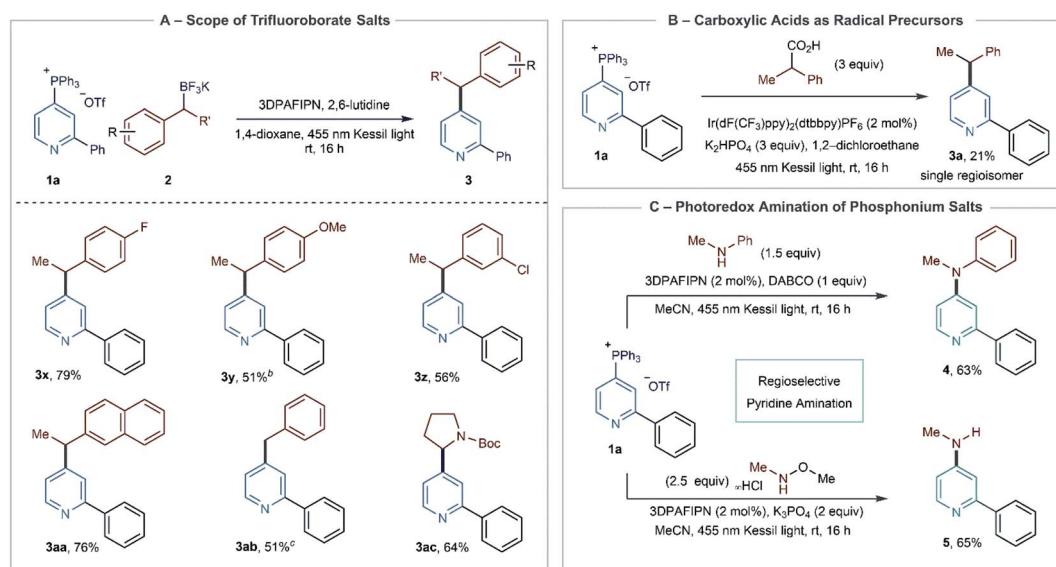 A – Scope of Trifluoroborate Salts
+
PPh3
−OTf
N
Ph
1a
BF3K
R
R'
2
3DPAFIPN, 2,6-lutidine
1,4-dioxane, 455 nm Kessil light
rt, 16 h
R'
R
N
Ph
3
F
Me
N
3x, 79%
OMe
Me
N
3y, 51%b
Me
Cl
N
3z, 56%
Me
N
3aa, 76%
N
3ab, 51%c
N
Boc
N
3ac, 64%
B – Carboxylic Acids as Radical Precursors
+
PPh3
−OTf
N
1a
CO2H
Me
Ph
(3 equiv)
Ir(dF(CF3)ppy)2(dtbbpy)PF6 (2 mol%)
K2HPO4 (3 equiv), 1,2–dichloroethane
455 nm Kessil light, rt, 16 h
Me
Ph
N
3a, 21%
single regioisomer
C – Photoredox Amination of Phosphonium Salts
Me
N
H
Ph
(1.5 equiv)
3DPAFIPN (2 mol%), DABCO (1 equiv)
MeCN, 455 nm Kessil light, rt, 16 h
Me
N
N
4, 63%
+
PPh3
−OTf
N
1a
Regioselective
Pyridine Amination
(2.5 equiv)
HCl
Me
N
H
O
Me
3DPAFIPN (2 mol%), K3PO4 (2 equiv)
MeCN, 455 nm Kessil light, rt, 16 h
Me
N
H
N
5, 65%